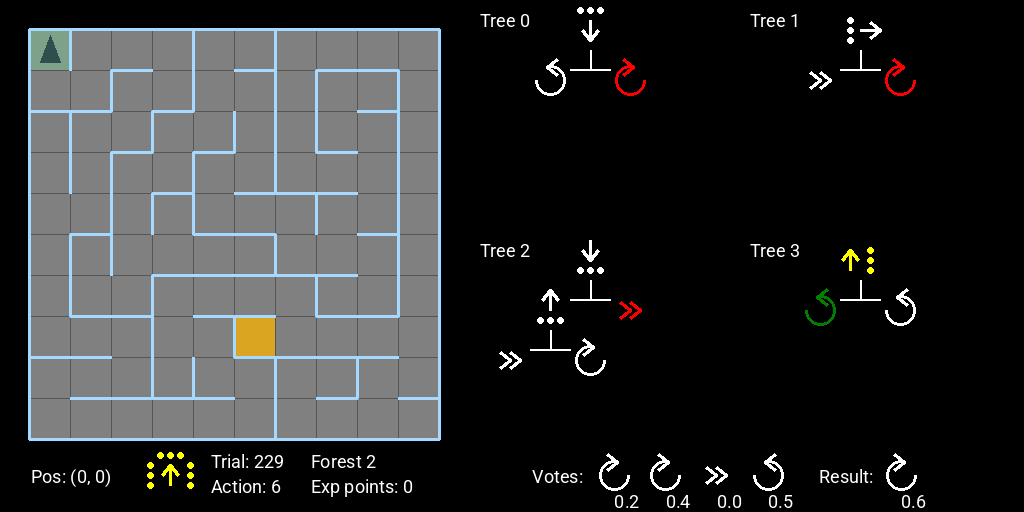 Tree 0
Tree 1
Tree 2
Tree 3
Pos: (0, 0)
Trial: 229
Forest 2
Action: 6
Exp points: 0
Votes:
0.2
0.4
0.0
0.5
Result:
0.6